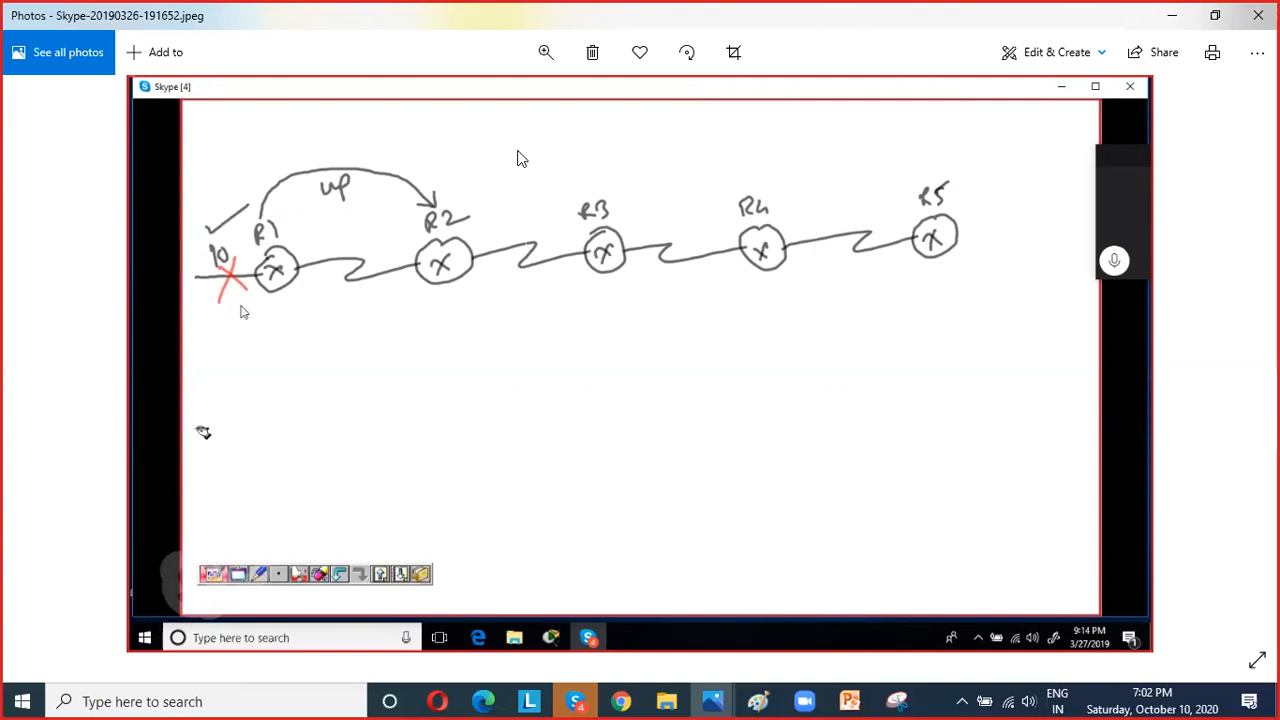 Photos - Skype-20190326-191652.jpeg
See all photos
Add to
Edit & Create
Share
Skype [4]
up
R1
R2
R3
R4
R5
10
x
x
x
x
x
Type here to search
9:14 PM
3/27/2019
Type here to search
ENG
IN
7:02 PM
Saturday, October 10, 2020